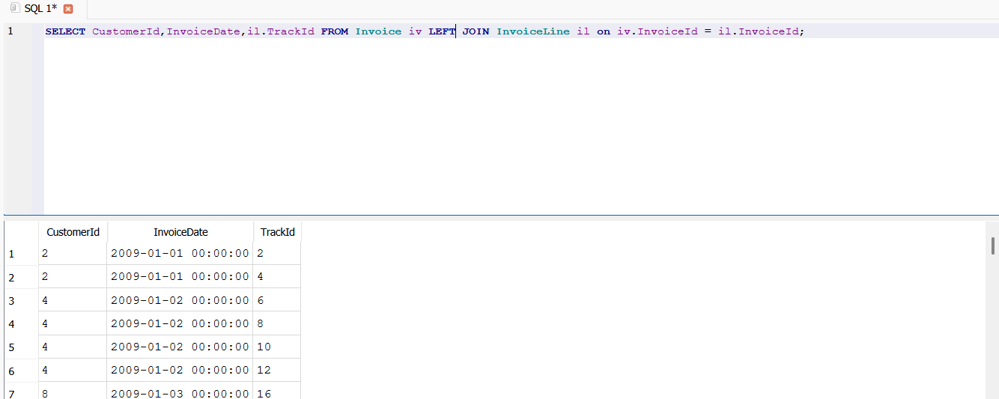 SQL 1*
1 SELECT CustomerId,InvoiceDate,il.TrackId FROM Invoice iv LEFT JOIN InvoiceLine il on iv.InvoiceId = il.InvoiceId;
CustomerId InvoiceDate TrackId
1 2 2009-01-01 00:00:00 2
2 2 2009-01-01 00:00:00 4
3 4 2009-01-02 00:00:00 6
4 4 2009-01-02 00:00:00 8
5 4 2009-01-02 00:00:00 10
6 4 2009-01-02 00:00:00 12
7 8 2009-01-03 00:00:00 16